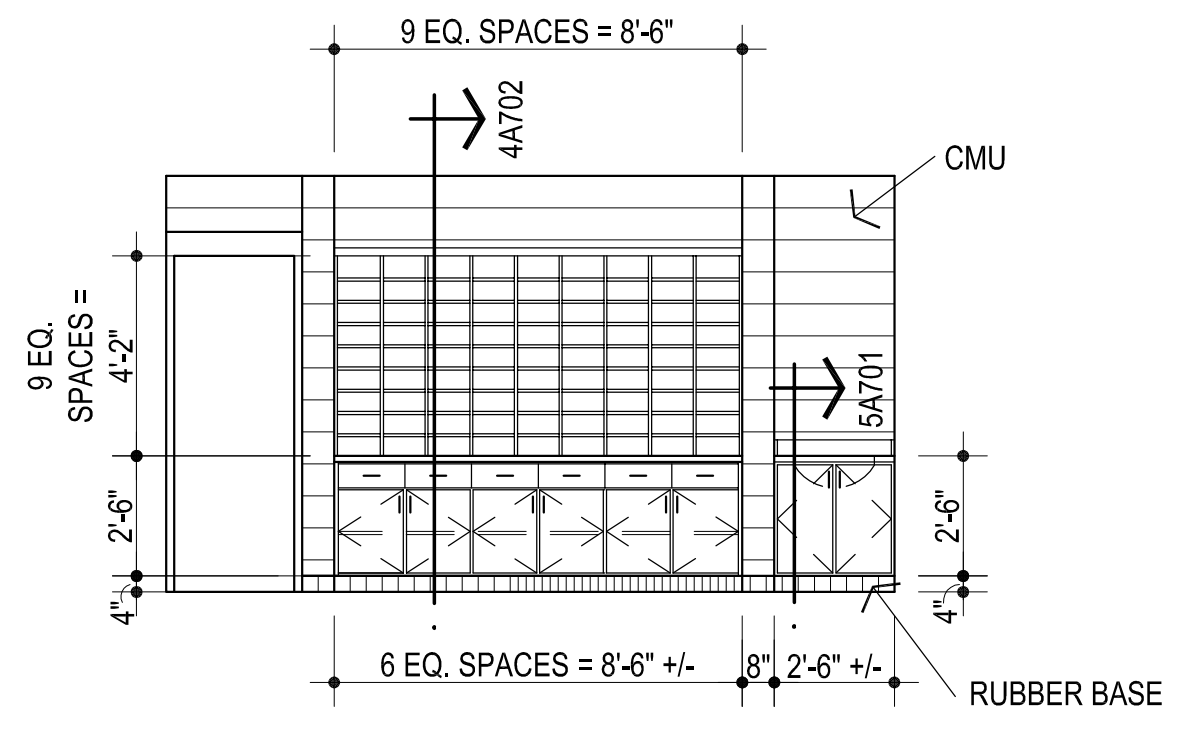 9 EQ. SPACES = 8'-6"
4A702
CMU
9 EQ.
SPACES =
4'-2"
5A701
2'-6"
2'-6"
4"
4"
6 EQ. SPACES = 8'-6" +/-
8"
2'-6" +/-
RUBBER BASE